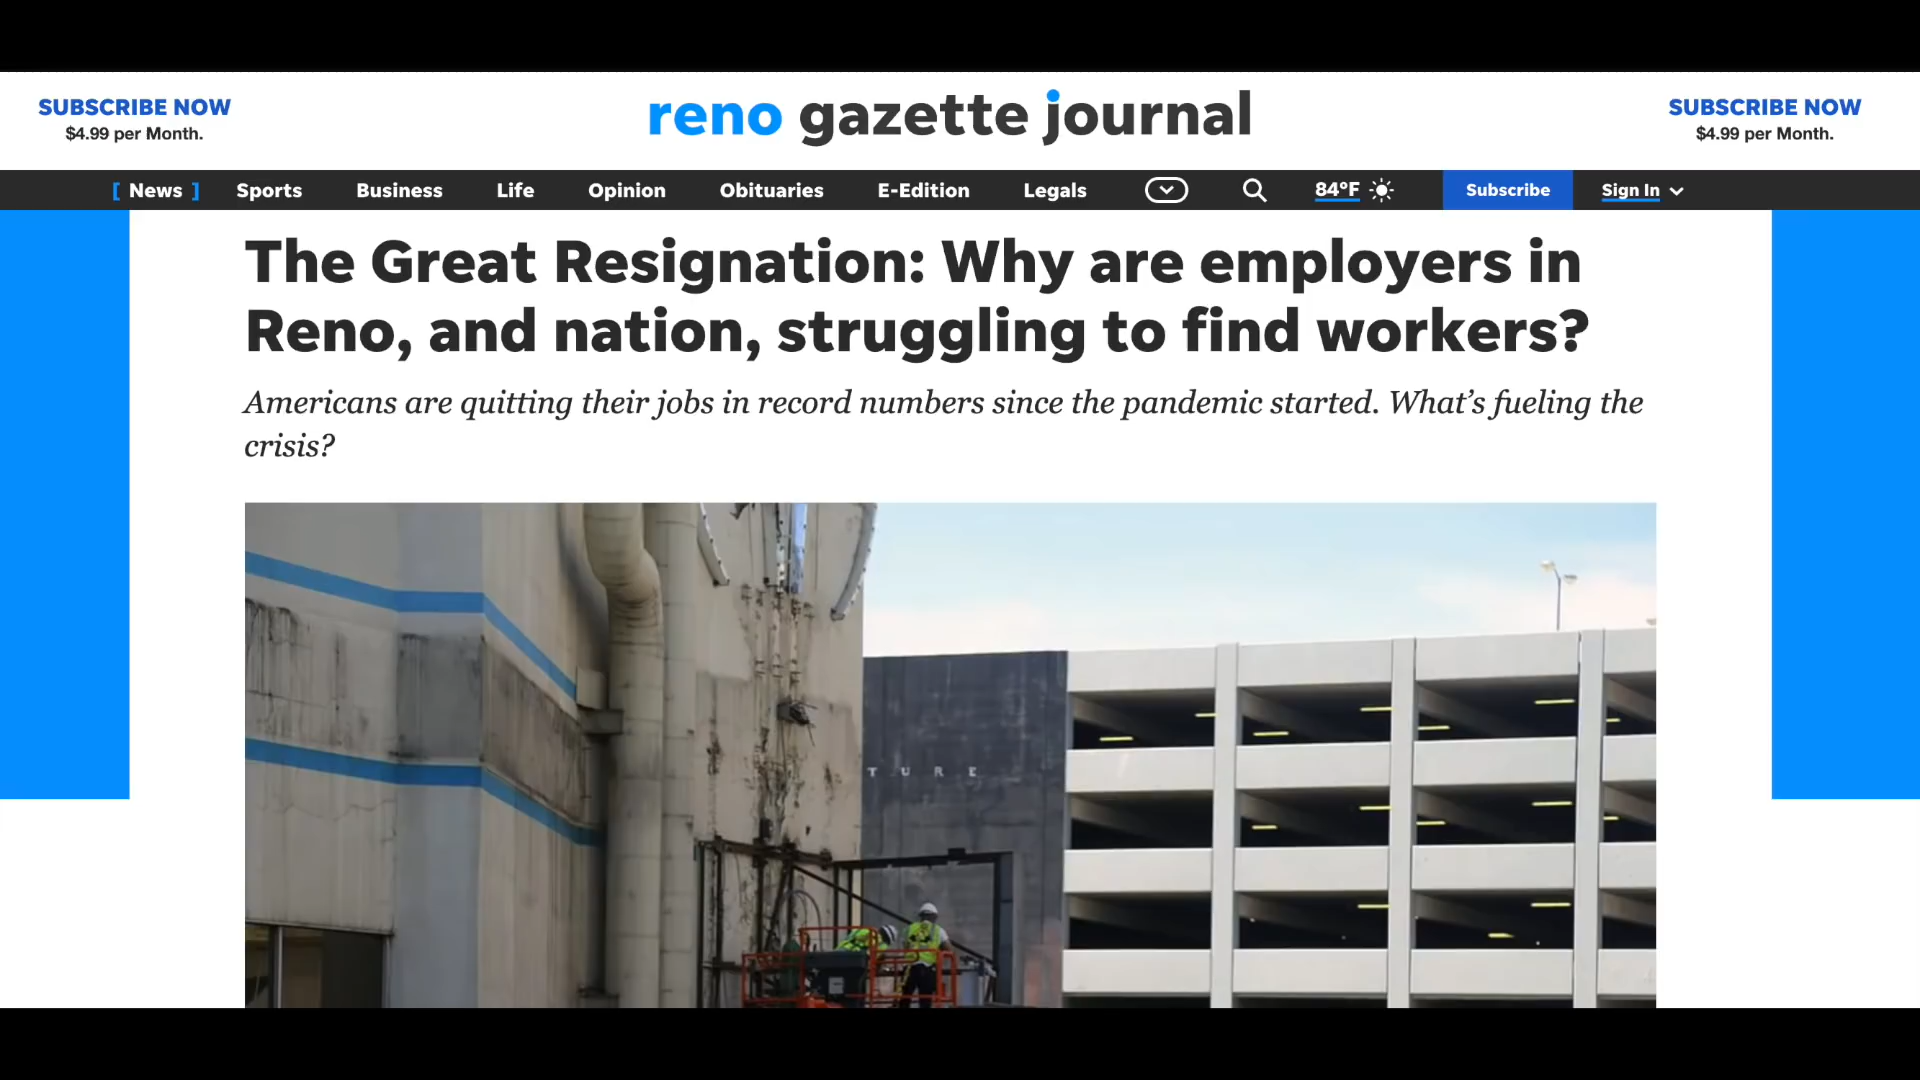 SUBSCRIBE NOW
$4.99 per Month.
reno gazette journal
SUBSCRIBE NOW
$4.99 per Month.
[ News ] Sports Business Life Opinion Obituaries E-Edition Legals 84°F Subscribe Sign In
The Great Resignation: Why are employers in
Reno, and nation, struggling to find workers?
Americans are quitting their jobs in record numbers since the pandemic started. What's fueling the
crisis?
TURE